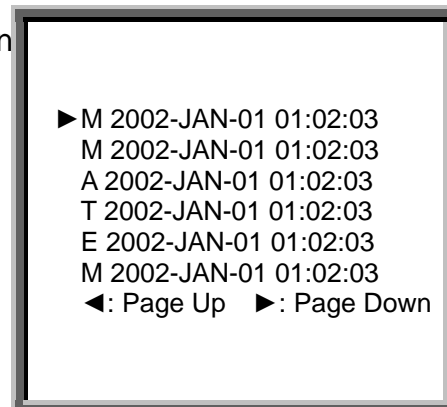 n
►M 2002-JAN-01 01:02:03
M 2002-JAN-01 01:02:03
A 2002-JAN-01 01:02:03
T 2002-JAN-01 01:02:03
E 2002-JAN-01 01:02:03
M 2002-JAN-01 01:02:03
◄: Page Up ►: Page Down